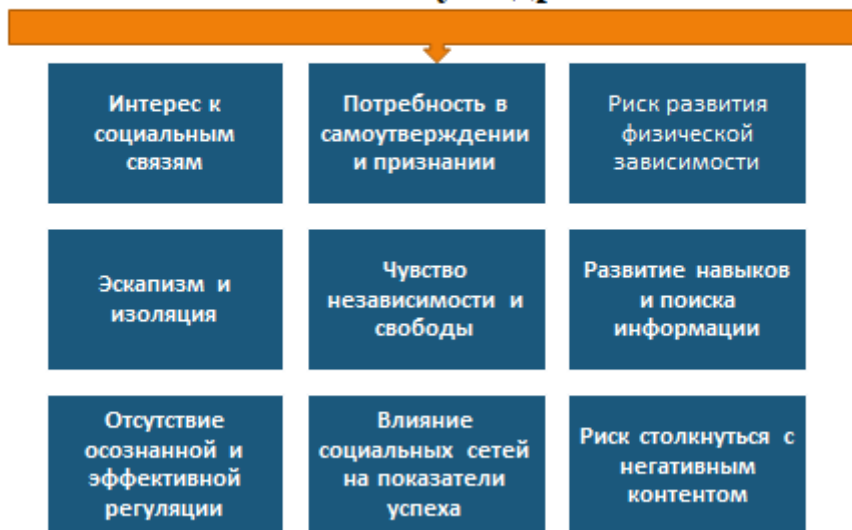 Интерес к
социальным
связям
Потребность в
самоутверждении
и признании
Риск развития
физической
зависимости
Эскапизм и
изоляция
Чувство
независимости и
свободы
Развитие навыков
и поиска
информации
Отсутствие
осознанной и
эффективной
регуляции
Влияние
социальных сетей
на показатели
успеха
Риск столкнуться с
негативным
контентом